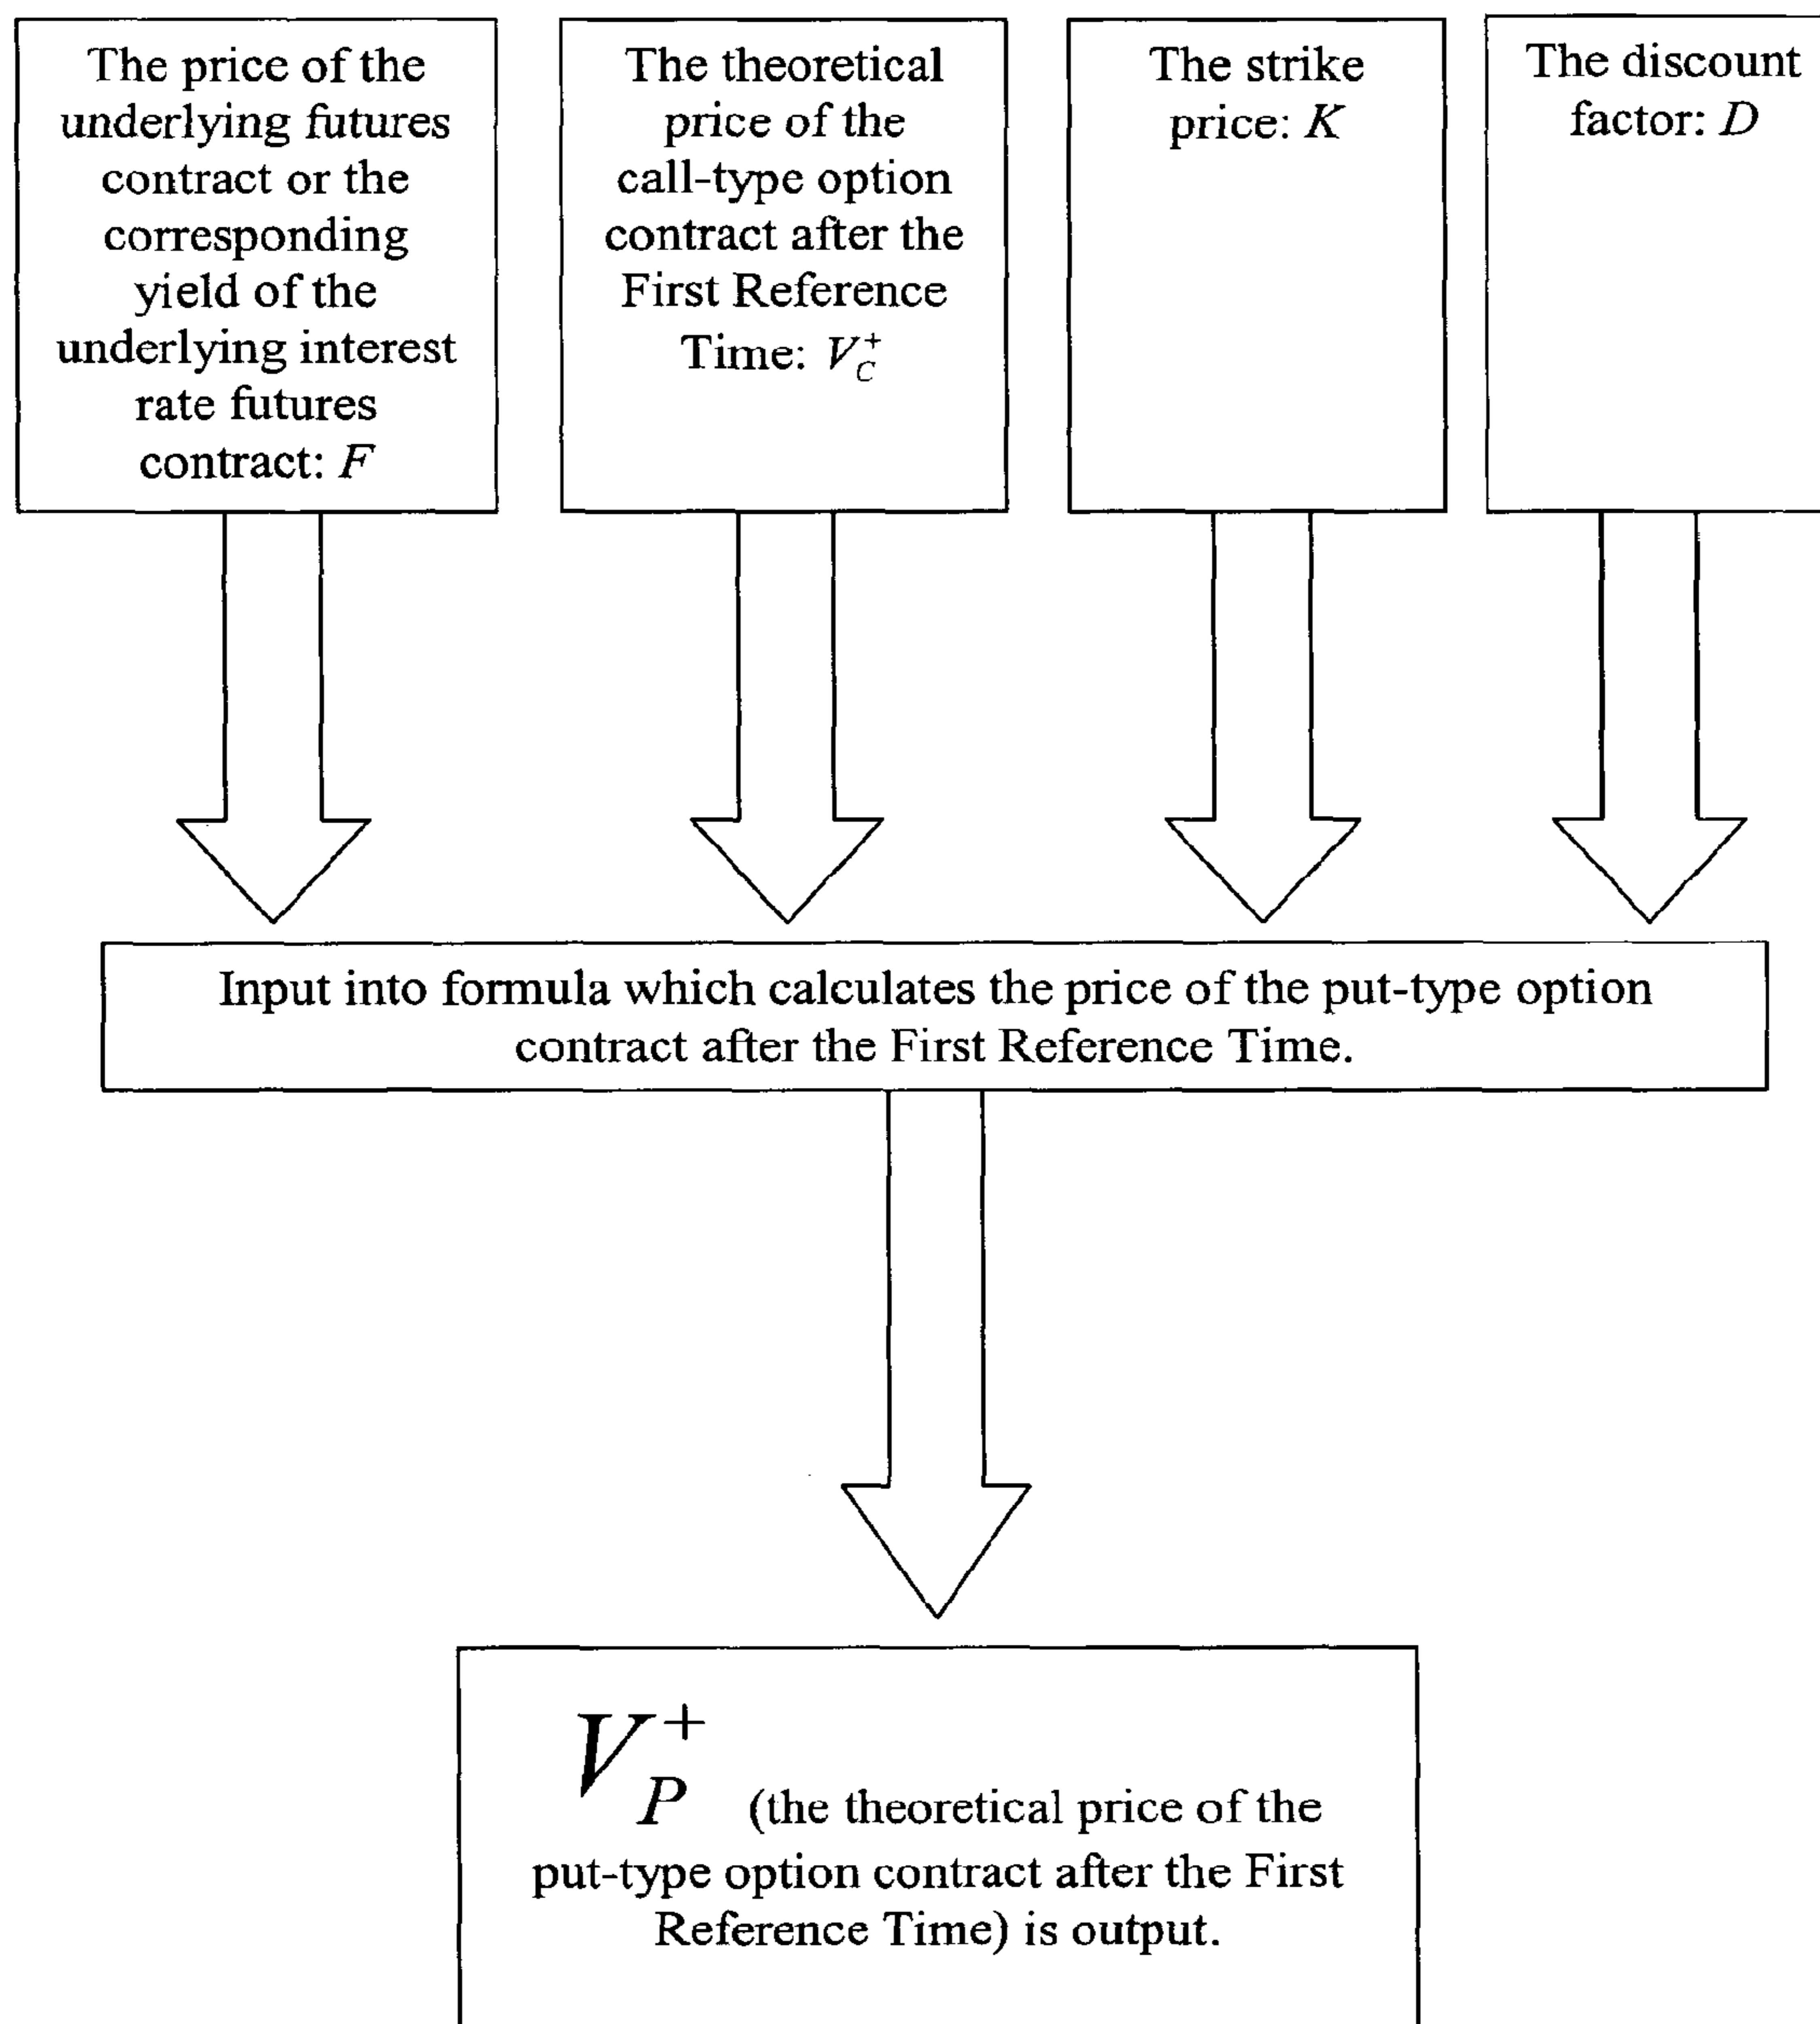 The price of the
underlying futures
contract or the
corresponding
yield of the
underlying interest
rate futures
contract: F
The theoretical
price of the
call-type option
contract after the
First Reference
Time: V_C^+
The strike
price: K
The discount
factor: D
Input into formula which calculates the price of the put-type option
contract after the First Reference Time.
V_P^+ (the theoretical price of the
put-type option contract after the First
Reference Time) is output.